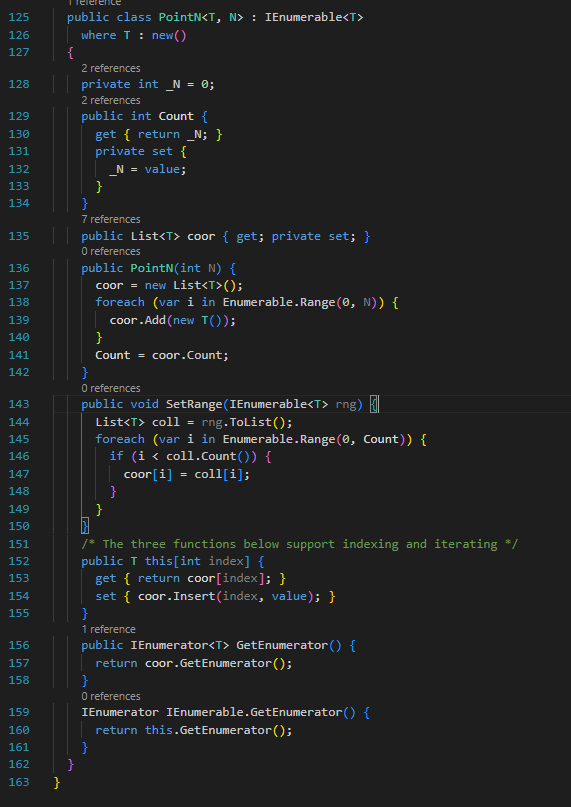 1 reference
125 public class PointN<T, N> : IEnumerable<T>
126 where T : new()
127 {
2 references
128 private int _N = 0;
2 references
129 public int Count {
130 get { return _N; }
131 private set {
132 _N = value;
133 }
134 }
7 references
135 public List<T> coor { get; private set; }
0 references
136 public PointN(int N) {
137 coor = new List<T>();
138 foreach (var i in Enumerable.Range(0, N)) {
139 coor.Add(new T());
140 }
141 Count = coor.Count;
142 }
0 references
143 public void SetRange(IEnumerable<T> rng) {
144 List<T> coll = rng.ToList();
145 foreach (var i in Enumerable.Range(0, Count)) {
146 if (i < coll.Count()) {
147 coor[i] = coll[i];
148 }
149 }
150 }
151 /* The three functions below support indexing and iterating */
152 public T this[int index] {
153 get { return coor[index]; }
154 set { coor.Insert(index, value); }
155 }
1 reference
156 public IEnumerator<T> GetEnumerator() {
157 return coor.GetEnumerator();
158 }
0 references
159 IEnumerator IEnumerable.GetEnumerator() {
160 return this.GetEnumerator();
161 }
162 }
163 }